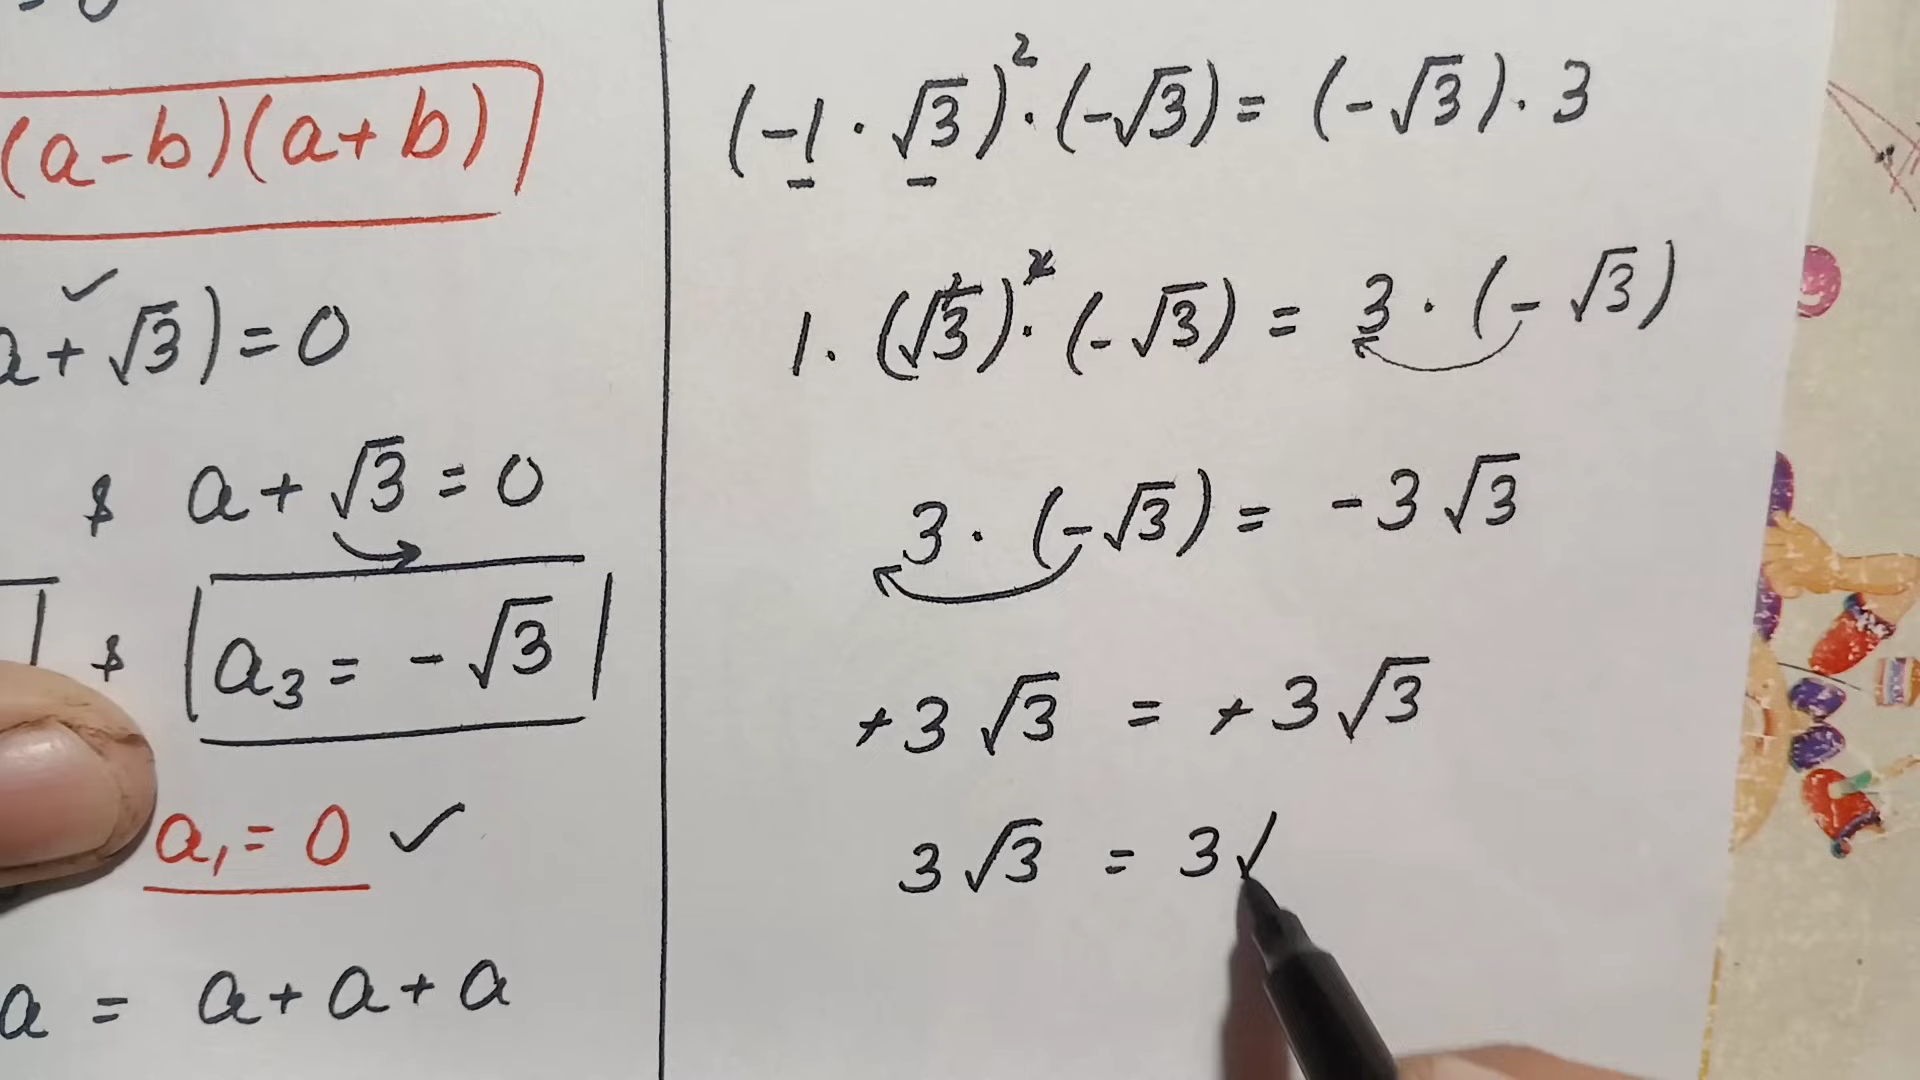 = 0
(a-b)(a+b)
a + √3) = 0
$ a + √3 = 0
$ a₃ = - √3
a₁ = 0 ✓
a = a + a + a
(-1 · √3)² · (-√3) = (-√3) · 3
1 · (√3)² · (-√3) = 3 · (- √3)
3 · (-√3) = -3√3
+3√3 = +3√3
3√3 = 3√